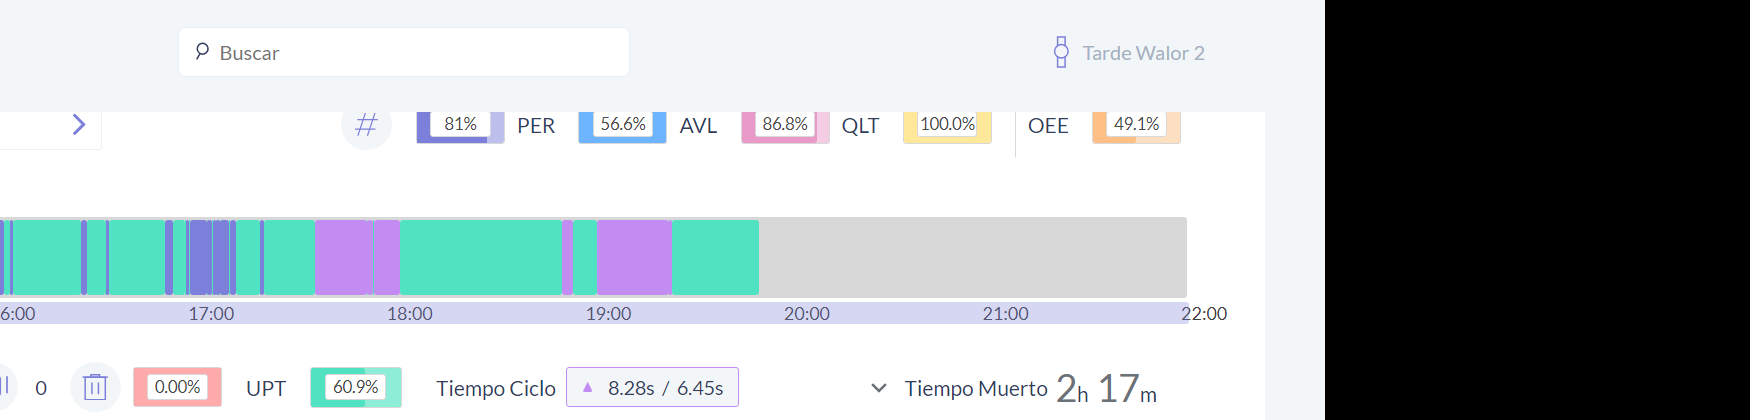 Buscar
Tarde Walor 2
# 81% PER 56.6% AVL 86.8% QLT 100.0% OEE 49.1%
6:00 17:00 18:00 19:00 20:00 21:00 22:00
0 0.00% UPT 60.9% Tiempo Ciclo 8.28s / 6.45s Tiempo Muerto 2h 17m